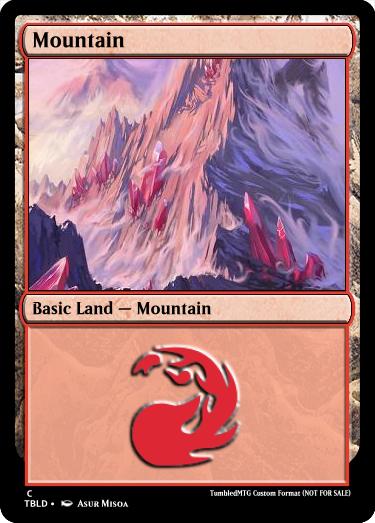 Mountain
Basic Land — Mountain
C
TBLD • Asur Misoa
TumbledMTG Custom Format (NOT FOR SALE)